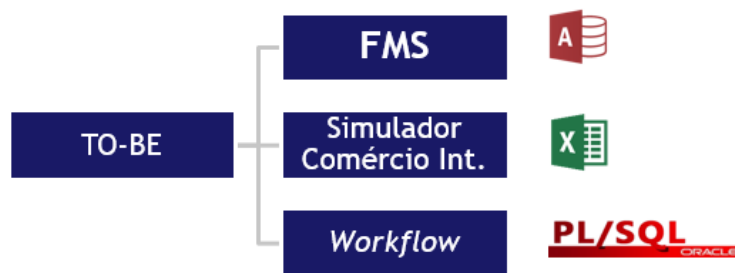 FMS
A
TO-BE
Simulador
Comércio Int.
X
Workflow
PL/SQL
ORACLE